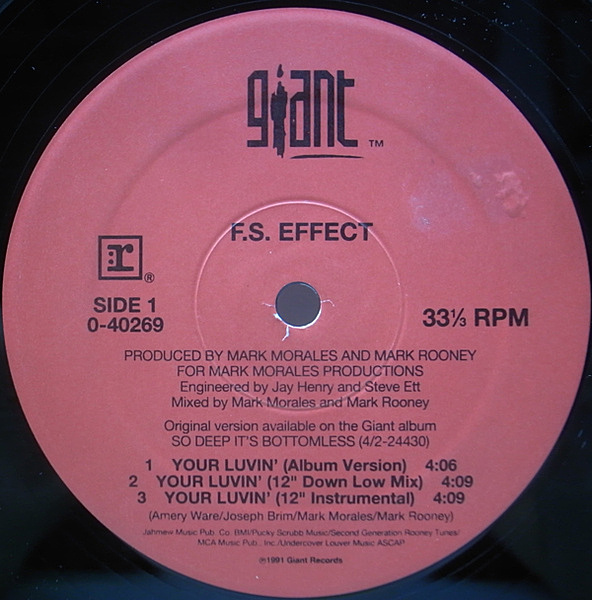 giant ™
F.S. EFFECT
r ®
SIDE 1
0-40269
33⅓ RPM
PRODUCED BY MARK MORALES AND MARK ROONEY
FOR MARK MORALES PRODUCTIONS
Engineered by Jay Henry and Steve Ett
Mixed by Mark Morales and Mark Rooney
Original version available on the Giant album
SO DEEP IT'S BOTTOMLESS (4/2-24430)
1 YOUR LUVIN' (Album Version) 4:06
2 YOUR LUVIN' (12" Down Low Mix) 4:09
3 YOUR LUVIN' (12" Instrumental) 4:09
(Amery Ware/Joseph Brim/Mark Morales/Mark Rooney)
Jahmew Music Pub. Co. BMI/Pucky Scrubb Music/Second Generation Rooney Tunes/
MCA Music Pub., Inc./Undercover Louver Music ASCAP
℗1991 Giant Records